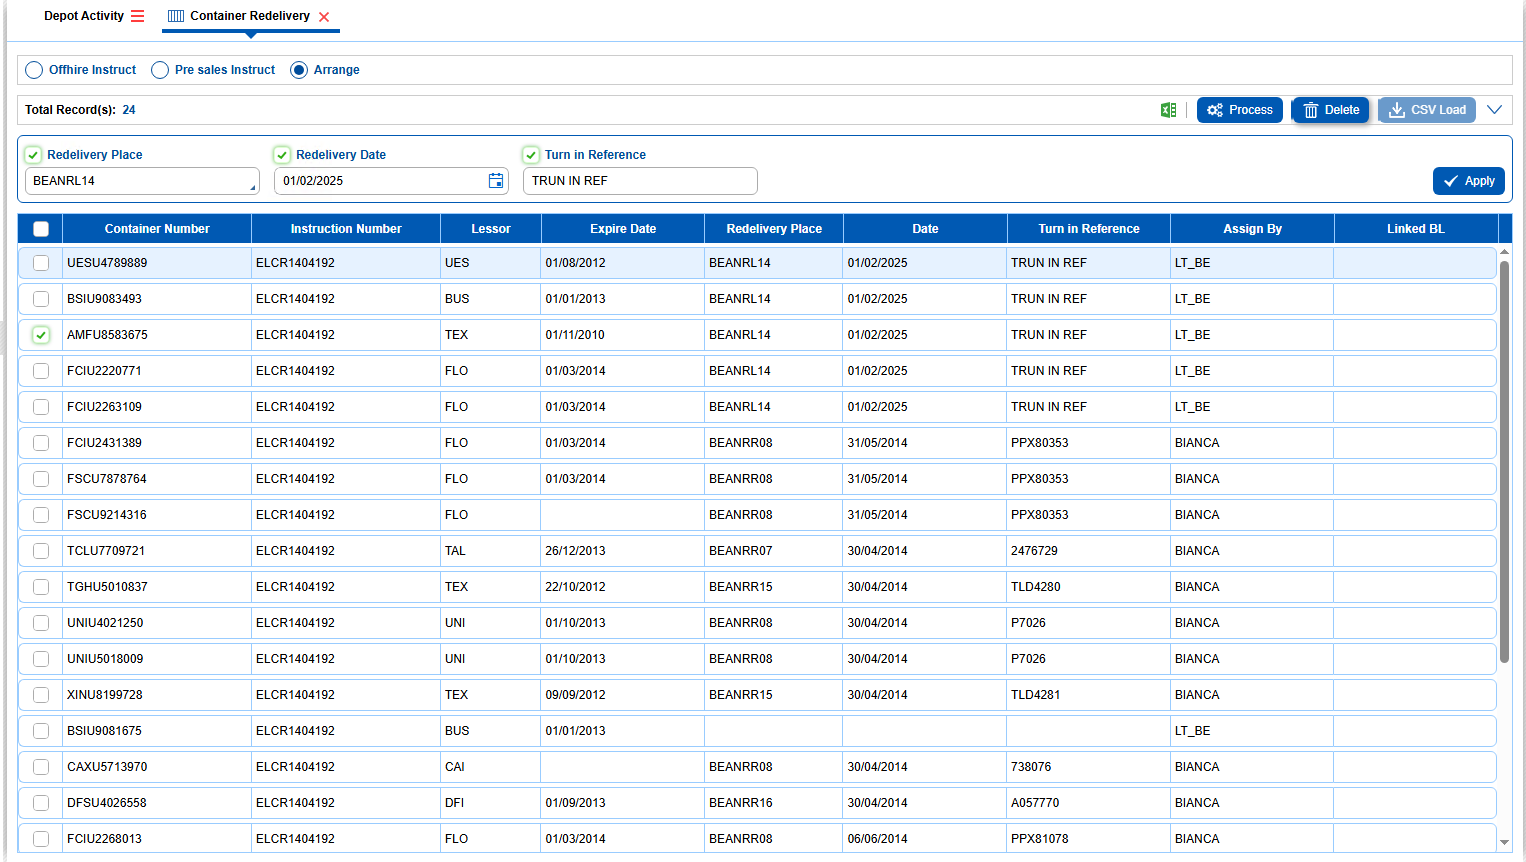 Depot Activity Container Redelivery
Offhire Instruct Pre sales Instruct Arrange
Total Record(s): 24 Process Delete CSV Load
Redelivery Place Redelivery Date Turn in Reference
BEANRL14 01/02/2025 TRUN IN REF Apply
Container Number Instruction Number Lessor Expire Date Redelivery Place Date Turn in Reference Assign By Linked BL
UESU4789889 ELCR1404192 UES 01/08/2012 BEANRL14 01/02/2025 TRUN IN REF LT_BE
BSIU9083493 ELCR1404192 BUS 01/01/2013 BEANRL14 01/02/2025 TRUN IN REF LT_BE
AMFU8583675 ELCR1404192 TEX 01/11/2010 BEANRL14 01/02/2025 TRUN IN REF LT_BE
FCIU2220771 ELCR1404192 FLO 01/03/2014 BEANRL14 01/02/2025 TRUN IN REF LT_BE
FCIU2263109 ELCR1404192 FLO 01/03/2014 BEANRL14 01/02/2025 TRUN IN REF LT_BE
FCIU2431389 ELCR1404192 FLO 01/03/2014 BEANRR08 31/05/2014 PPX80353 BIANCA
FSCU7878764 ELCR1404192 FLO 01/03/2014 BEANRR08 31/05/2014 PPX80353 BIANCA
FSCU9214316 ELCR1404192 FLO BEANRR08 31/05/2014 PPX80353 BIANCA
TCLU7709721 ELCR1404192 TAL 26/12/2013 BEANRR07 30/04/2014 2476729 BIANCA
TGHU5010837 ELCR1404192 TEX 22/10/2012 BEANRR15 30/04/2014 TLD4280 BIANCA
UNIU4021250 ELCR1404192 UNI 01/10/2013 BEANRR08 30/04/2014 P7026 BIANCA
UNIU5018009 ELCR1404192 UNI 01/10/2013 BEANRR08 30/04/2014 P7026 BIANCA
XINU8199728 ELCR1404192 TEX 09/09/2012 BEANRR15 30/04/2014 TLD4281 BIANCA
BSIU9081675 ELCR1404192 BUS 01/01/2013 LT_BE
CAXU5713970 ELCR1404192 CAI BEANRR08 30/04/2014 738076 BIANCA
DFSU4026558 ELCR1404192 DFI 01/09/2013 BEANRR16 30/04/2014 A057770 BIANCA
FCIU2268013 ELCR1404192 FLO 01/03/2014 BEANRR08 06/06/2014 PPX81078 BIANCA